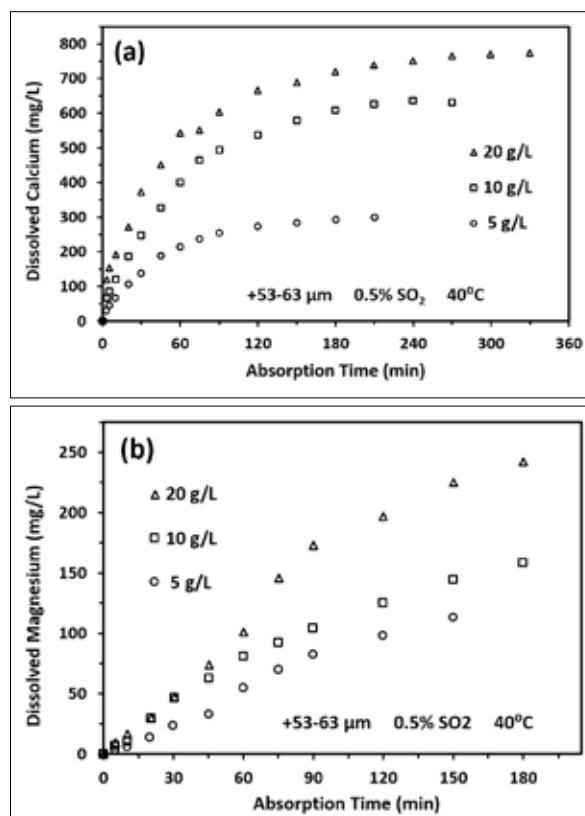 (a)
800
700
600
500
400
300
200
100
0
Dissolved Calcium (mg/L)
20 g/L
10 g/L
5 g/L
+53-63 µm 0.5% SO₂ 40⁰C
0 60 120 180 240 300 360
Absorption Time (min)
(b)
250
200
150
100
50
0
Dissolved Magnesium (mg/L)
20 g/L
10 g/L
5 g/L
+53-63 µm 0.5% SO2 40⁰C
0 30 60 90 120 150 180
Absorption Time (min)